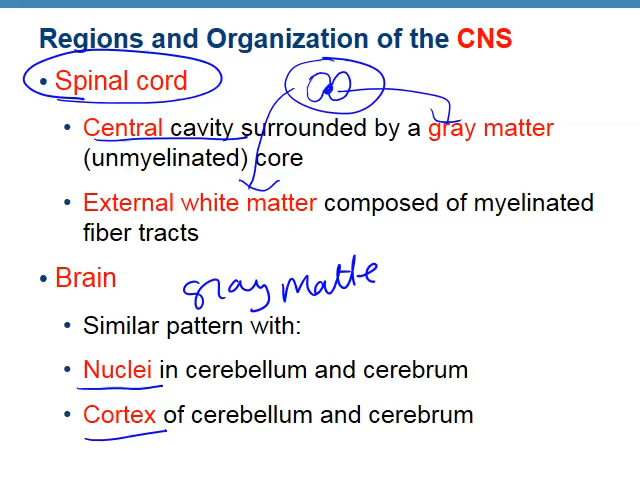 Regions and Organization of the CNS
• Spinal cord
• Central cavity surrounded by a gray matter
(unmyelinated) core
• External white matter composed of myelinated
fiber tracts
• Brain
gray matte
• Similar pattern with:
• Nuclei in cerebellum and cerebrum
• Cortex of cerebellum and cerebrum